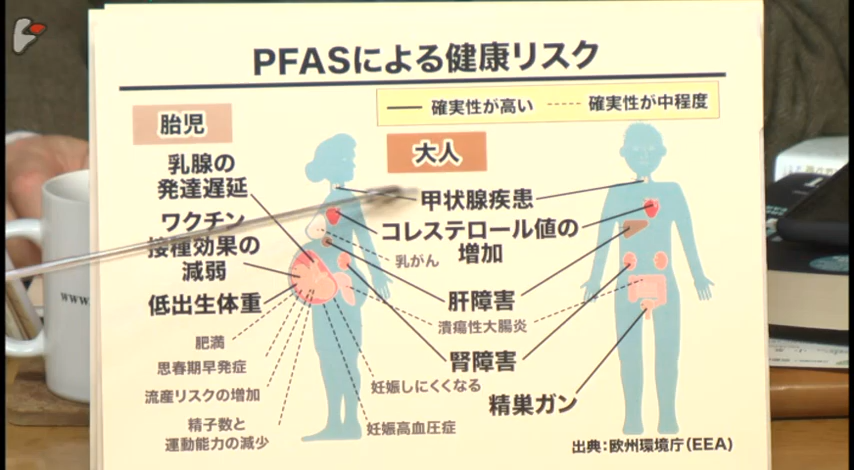 PFASによる健康リスク
確実性が高い
確実性が中程度
胎児
大人
乳腺の
発達遅延
ワクチン
接種効果の
減弱
低出生体重
肥満
思春期早発症
流産リスクの増加
精子数と
運動能力の減少
甲状腺疾患
コレステロール値の
増加
乳がん
肝障害
潰瘍性大腸炎
腎障害
妊娠しにくくなる
精巣ガン
妊娠高血圧症
出典：欧州環境庁（EEA）
www.